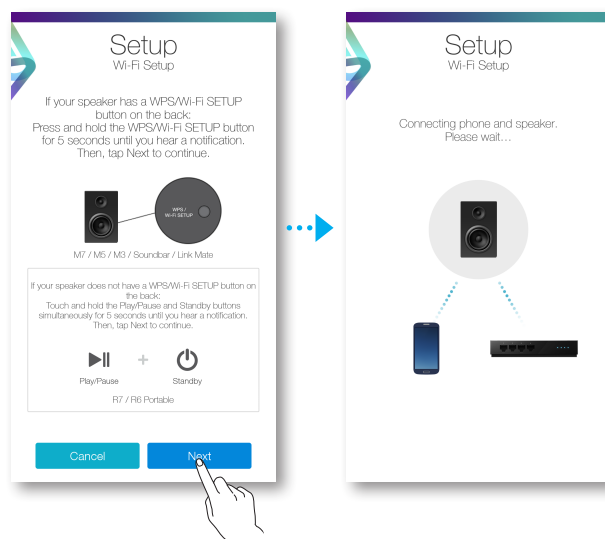 Setup
Wi-Fi Setup
If your speaker has a WPS/Wi-Fi SETUP
button on the back:
Press and hold the WPS/Wi-Fi SETUP button
for 5 seconds until you hear a notification.
Then, tap Next to continue.
WPS /
Wi-Fi SETUP
M7 / M5 / M3 / Soundbar / Link Mate
If your speaker does not have a WPS/Wi-Fi SETUP button on
the back:
Touch and hold the Play/Pause and Standby buttons
simultaneously for 5 seconds until you hear a notification.
Then, tap Next to continue.
+
Play/Pause
Standby
R7 / R6 Portable
Cancel
Next
Setup
Wi-Fi Setup
Connecting phone and speaker.
Please wait…